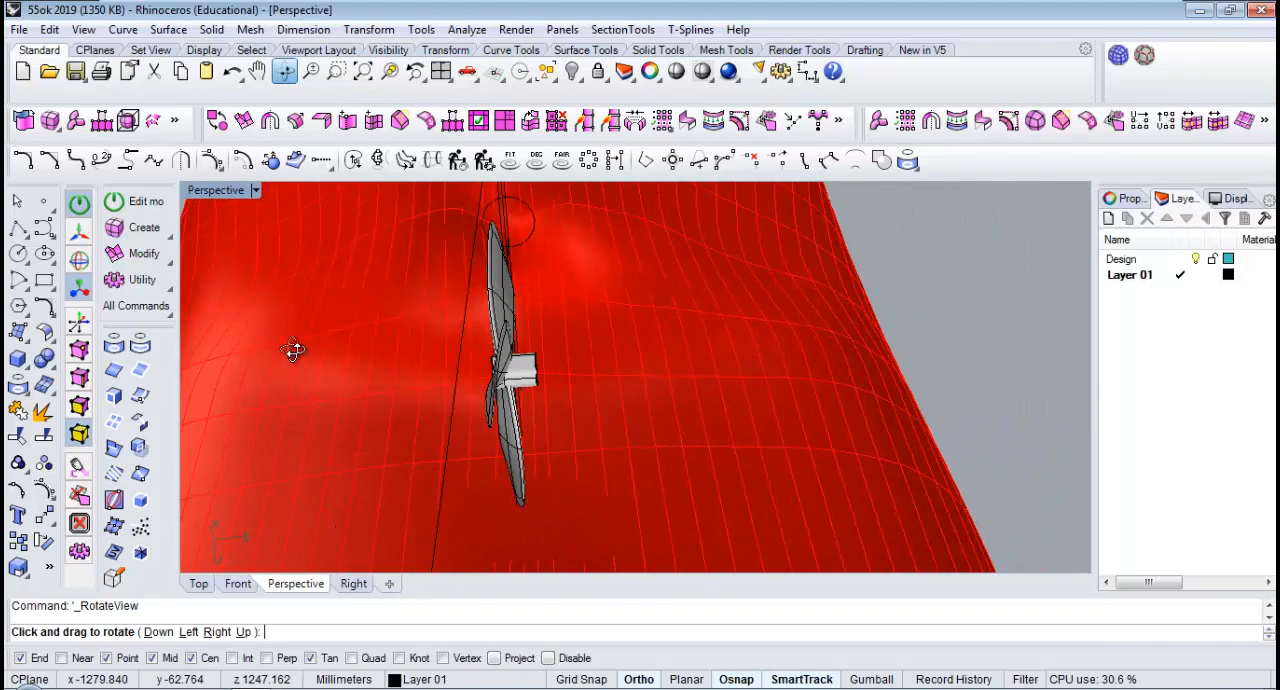 55ok 2019 (1350 KB) - Rhinoceros (Educational) - [Perspective]
File Edit View Curve Surface Solid Mesh Dimension Transform Tools Analyze Render Panels SectionTools T-Splines Help
Standard CPlanes Set View Display Select Viewport Layout Visibility Transform Curve Tools Surface Tools Solid Tools Mesh Tools Render Tools Drafting New in V5
FIT DEG FAIR
Perspective
Edit mo
Create
Modify
Utility
All Commands
Prop... Laye... Displ...
Name Material
Design
Layer 01
Top Front Perspective Right
Command: '_RotateView
Click and drag to rotate ( Down Left Right Up ):
End Near Point Mid Cen Int Perp Tan Quad Knot Vertex Project Disable
CPlane x -1279.840 y -62.764 z 1247.162 Millimeters Layer 01 Grid Snap Ortho Planar Osnap SmartTrack Gumball Record History Filter CPU use: 30.6 %